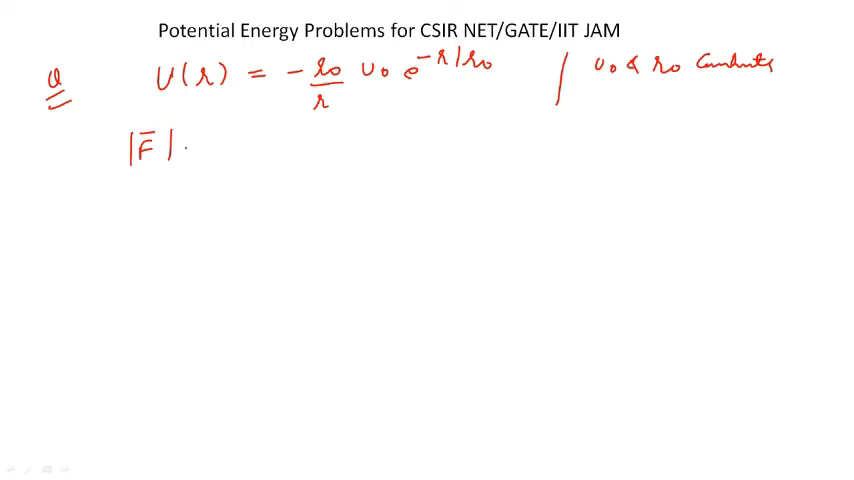 Potential Energy Problems for CSIR NET/GATE/IIT JAM
Q U(r) = - r₀/r U₀ e^(-r/r₀) / U₀ & r₀ Constants
|F̄|